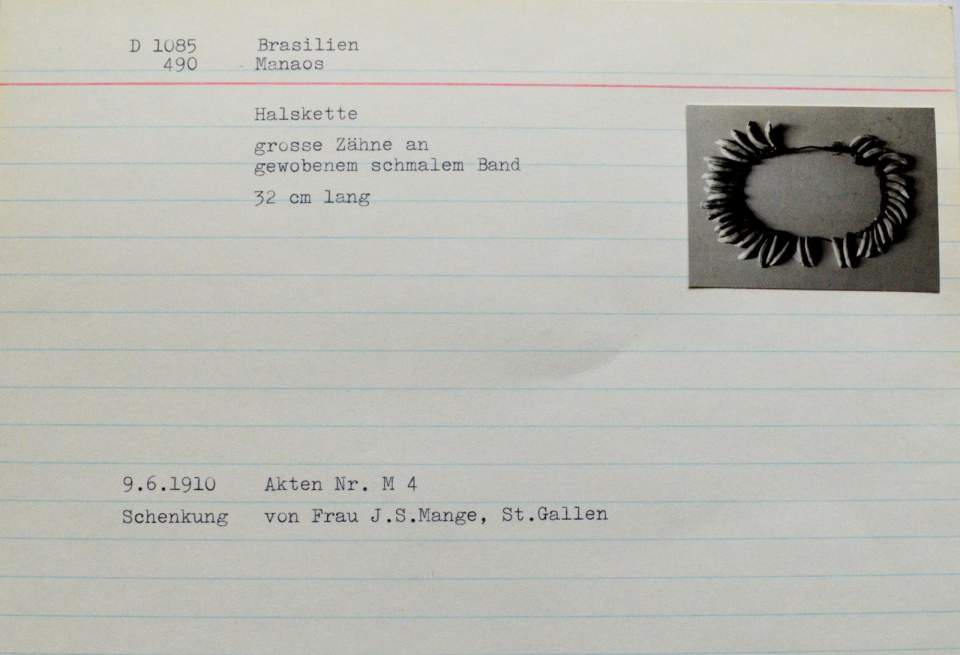 D 1085 Brasilien
490 Manaos
Halskette
grosse Zähne an
gewobenem schmalem Band
32 cm lang
9.6.1910 Akten Nr. M 4
Schenkung von Frau J.S.Mange, St.Gallen